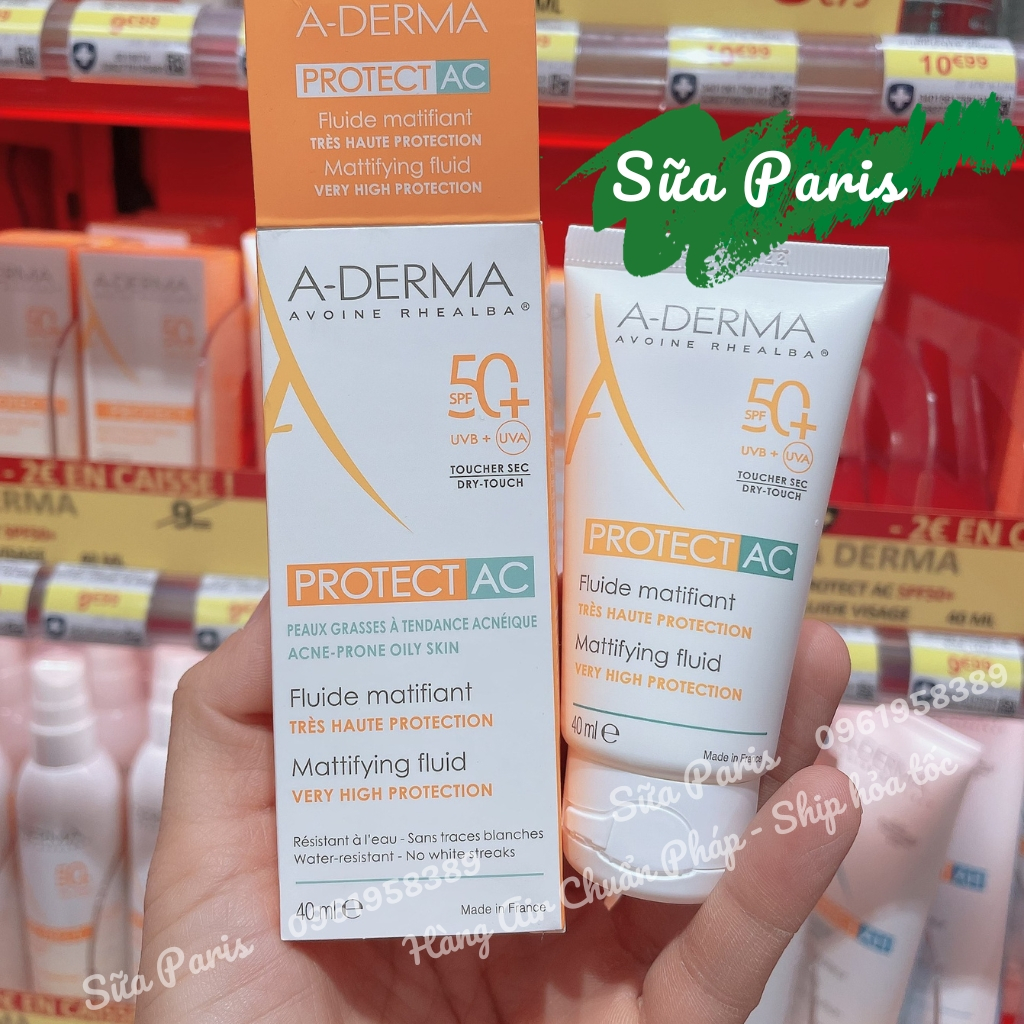 A-DERMA
PROTECT AC
Fluide matifiant
TRÈS HAUTE PROTECTION
Mattifying fluid
VERY HIGH PROTECTION
9€99
10€99
Sữa Paris
A-DERMA
AVOINE RHEALBA®
SPF 50+
UVB + UVA
TOUCHER SEC
DRY-TOUCH
PROTECT AC
PEAUX GRASSES À TENDANCE ACNÉIQUE
ACNE-PRONE OILY SKIN
Fluide matifiant
TRÈS HAUTE PROTECTION
Mattifying fluid
VERY HIGH PROTECTION
Résistant à l'eau - Sans traces blanches
Water-resistant - No white streaks
40 ml e
Made in France
A-DERMA
AVOINE RHEALBA®
SPF 50+
UVB + UVA
TOUCHER SEC
DRY-TOUCH
PROTECT AC
Fluide matifiant
TRÈS HAUTE PROTECTION
Mattifying fluid
VERY HIGH PROTECTION
40 ml e
Made in France
A-DERMA
A-DERMA
- 2€ EN CAISSE !
- 2€ EN C
A DERMA
PROTECT AC SPF50+
40 ML
9€99
A-DERMA
Sữa Paris
0961958389
Sữa Paris
0961958389
Hàng Air Chuẩn Pháp - Ship hỏa tốc